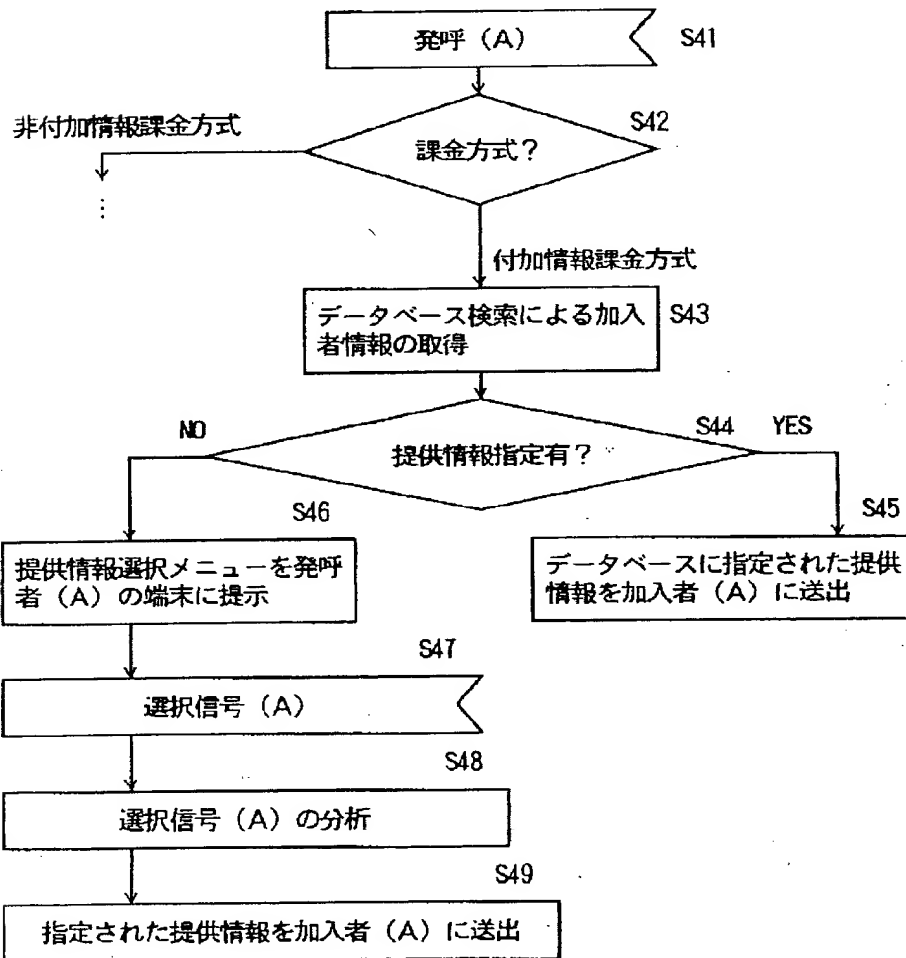 発呼（A）
S41
S42
非付加情報課金方式
課金方式？
⋮
付加情報課金方式
データベース検索による加入
者情報の取得
S43
NO
S44
YES
提供情報指定有？
S46
S45
提供情報選択メニューを発呼
者（A）の端末に提示
データベースに指定された提供
情報を加入者（A）に送出
S47
選択信号（A）
S48
選択信号（A）の分析
S49
指定された提供情報を加入者（A）に送出